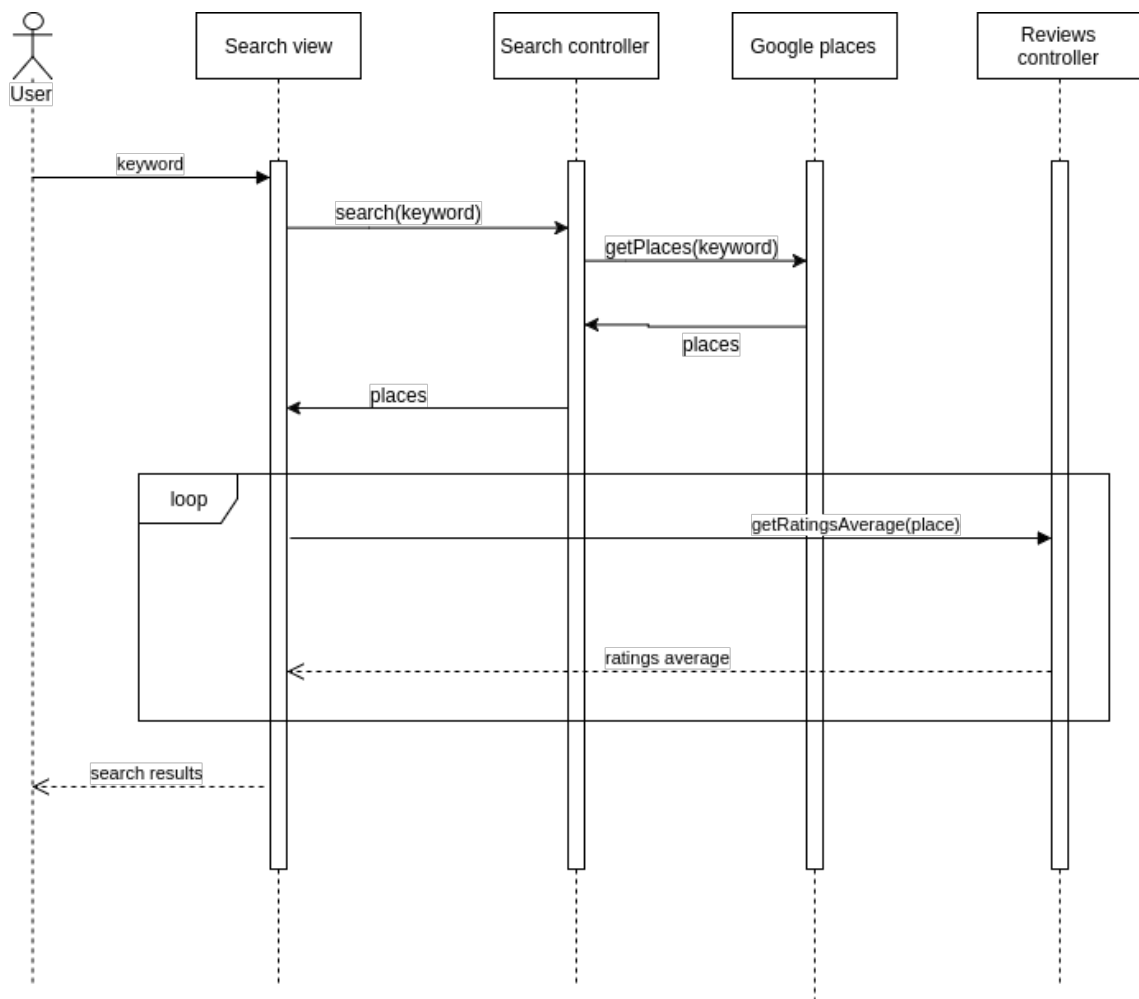 User
Search view
Search controller
Google places
Reviews
controller
keyword
search(keyword)
getPlaces(keyword)
places
places
loop
getRatingsAverage(place)
ratings average
search results